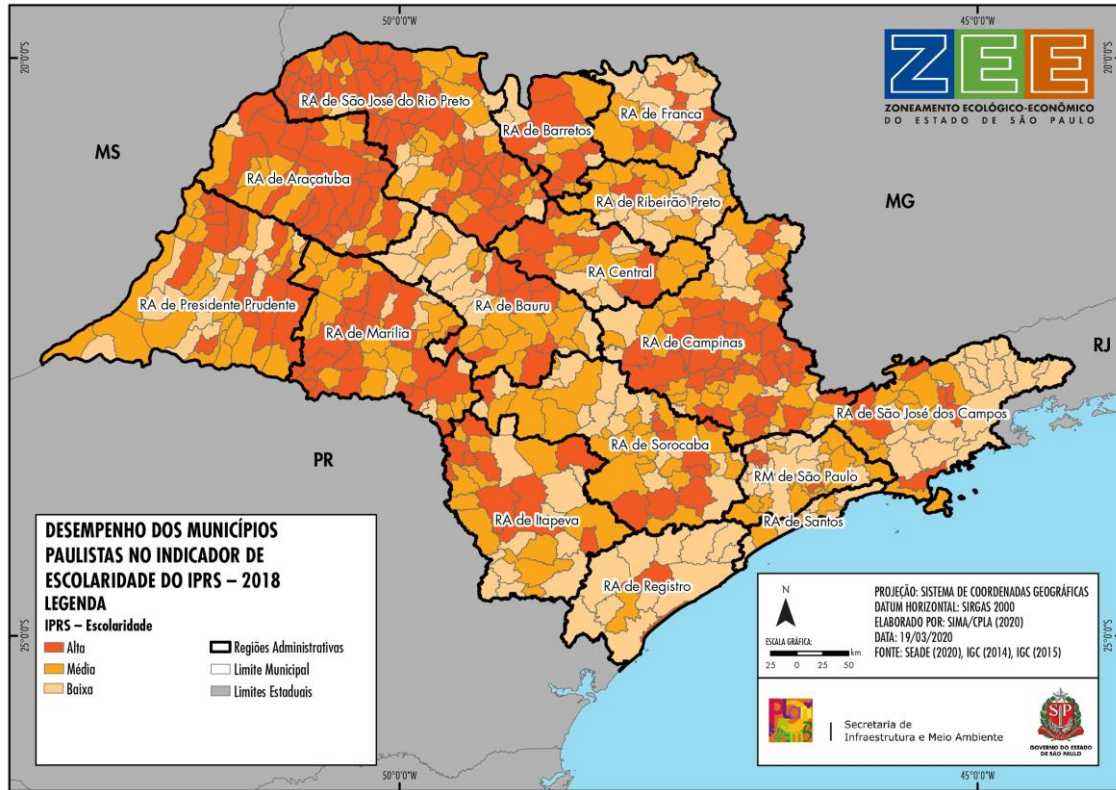 50°0'0"S
45°0'0"W
20°0'0"S
20°0'0"S
ZEE
ZONEAMENTO ECOLÓGICO-ECONÔMICO
DO ESTADO DE SÃO PAULO
RA de São José do Rio Preto
RA de Barretos
RA de Franca
MS
RA de Araçatuba
RA de Ribeirão Preto
MG
RA Central
RA de Presidente Prudente
RA de Bauru
RA de Marília
RA de Campinas
RJ
RA de São José dos Campos
RA de Sorocaba
PR
RM de São Paulo
RA de Itapeva
RA de Santos
RA de Registro
DESEMPENHO DOS MUNICÍPIOS
PAULISTAS NO INDICADOR DE
ESCOLARIDADE DO IPRS – 2018
LEGENDA
IPRS – Escolaridade
Alta
Média
Baixa
Regiões Administrativas
Limite Municipal
Limites Estaduais
N
ESCALA GRÁFICA:
km
25 0 25 50
PROJEÇÃO: SISTEMA DE COORDENADAS GEOGRÁFICAS
DATUM HORIZONTAL: SIRGAS 2000
ELABORADO POR: SIMA/CPLA (2020)
DATA: 19/03/2020
FONTE: SEADE (2020), IGC (2014), IGC (2015)
Secretaria de
Infraestrutura e Meio Ambiente
SP
GOVERNO DO ESTADO
DE SÃO PAULO
25°0'0"S
25°0'0"S
50°0'0"W
45°0'0"W